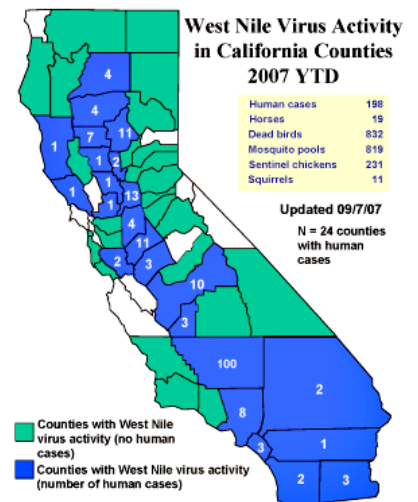 West Nile Virus Activity
in California Counties
2007 YTD
Human cases 198
Horses 19
Dead birds 832
Mosquito pools 819
Sentinel chickens 231
Squirrels 11
Updated 09/7/07
N = 24 counties
with human
cases
4
4
7 11
1
1 2
1
1 1 13
4
11
2 3
10
3
100
2
8
3 1
2 3
Counties with West Nile
virus activity (no human
cases)
Counties with West Nile virus activity
(number of human cases)